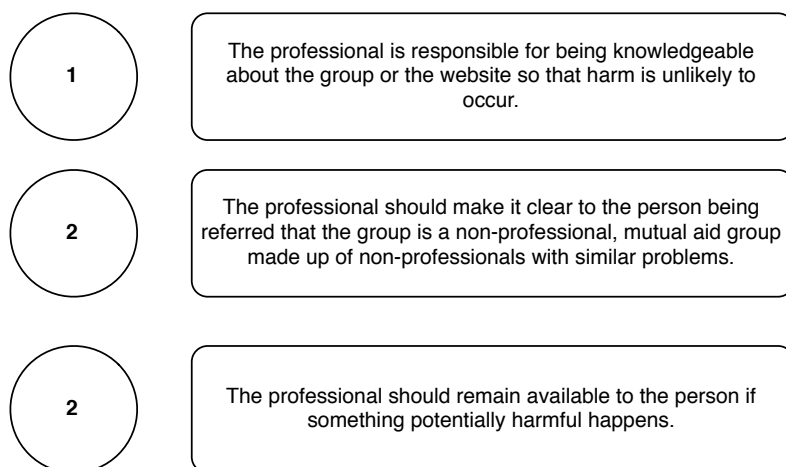 1
The professional is responsible for being knowledgeable
about the group or the website so that harm is unlikely to
occur.
2
The professional should make it clear to the person being
referred that the group is a non-professional, mutual aid group
made up of non-professionals with similar problems.
2
The professional should remain available to the person if
something potentially harmful happens.